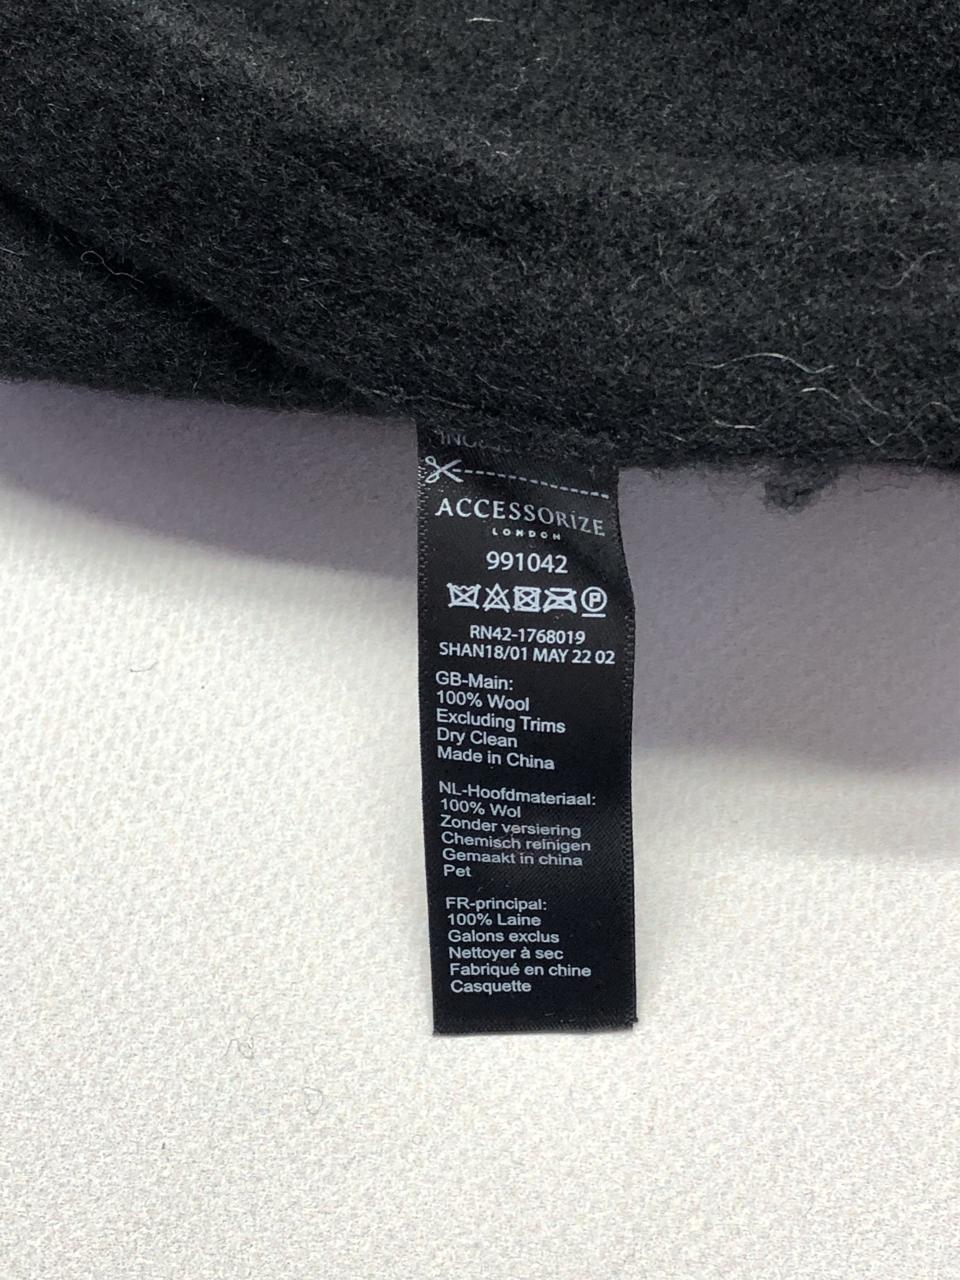 ACCESSORIZE
LONDON
991042
P
RN42-1768019
SHAN18/01 MAY 22 02
GB-Main:
100% Wool
Excluding Trims
Dry Clean
Made in China
NL-Hoofdmateriaal:
100% Wol
Zonder versiering
Chemisch reinigen
Gemaakt in china
Pet
FR-principal:
100% Laine
Galons exclus
Nettoyer à sec
Fabriqué en chine
Casquette